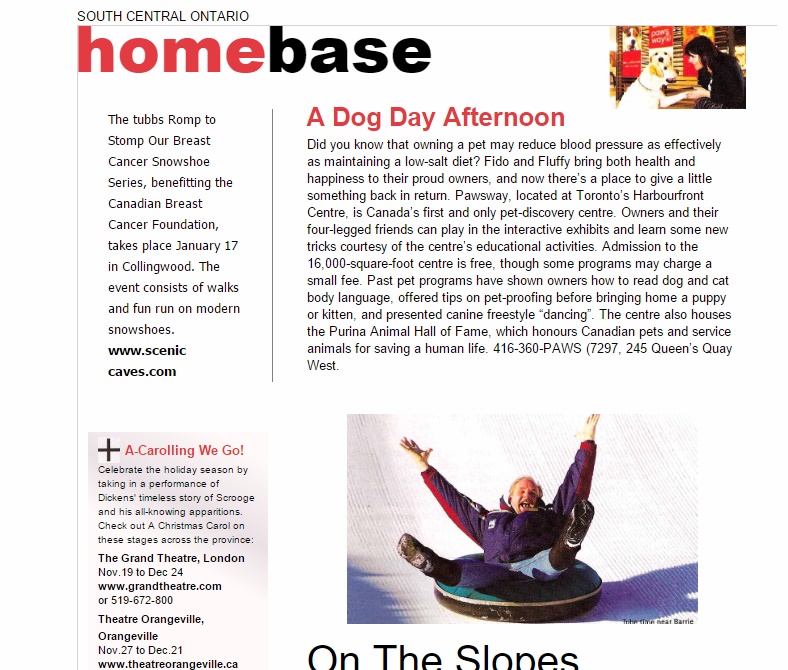 SOUTH CENTRAL ONTARIO
homebase
paws
way
The tubbs Romp to
Stomp Our Breast
Cancer Snowshoe
Series, benefitting the
Canadian Breast
Cancer Foundation,
takes place January 17
in Collingwood. The
event consists of walks
and fun run on modern
snowshoes.
www.scenic
caves.com
A Dog Day Afternoon
Did you know that owning a pet may reduce blood pressure as effectively
as maintaining a low-salt diet? Fido and Fluffy bring both health and
happiness to their proud owners, and now there's a place to give a little
something back in return. Pawsway, located at Toronto's Harbourfront
Centre, is Canada's first and only pet-discovery centre. Owners and their
four-legged friends can play in the interactive exhibits and learn some new
tricks courtesy of the centre's educational activities. Admission to the
16,000-square-foot centre is free, though some programs may charge a
small fee. Past pet programs have shown owners how to read dog and cat
body language, offered tips on pet-proofing before bringing home a puppy
or kitten, and presented canine freestyle “dancing”. The centre also houses
the Purina Animal Hall of Fame, which honours Canadian pets and service
animals for saving a human life. 416-360-PAWS (7297, 245 Queen's Quay
West.
A-Carolling We Go!
Celebrate the holiday season by
taking in a performance of
Dickens' timeless story of Scrooge
and his all-knowing apparitions.
Check out A Christmas Carol on
these stages across the province:
The Grand Theatre, London
Nov.19 to Dec 24
www.grandtheatre.com
or 519-672-800
Theatre Orangeville,
Orangeville
Nov.27 to Dec.21
www.theatreorangeville.ca
Tube time near Barrie
On The Slopes